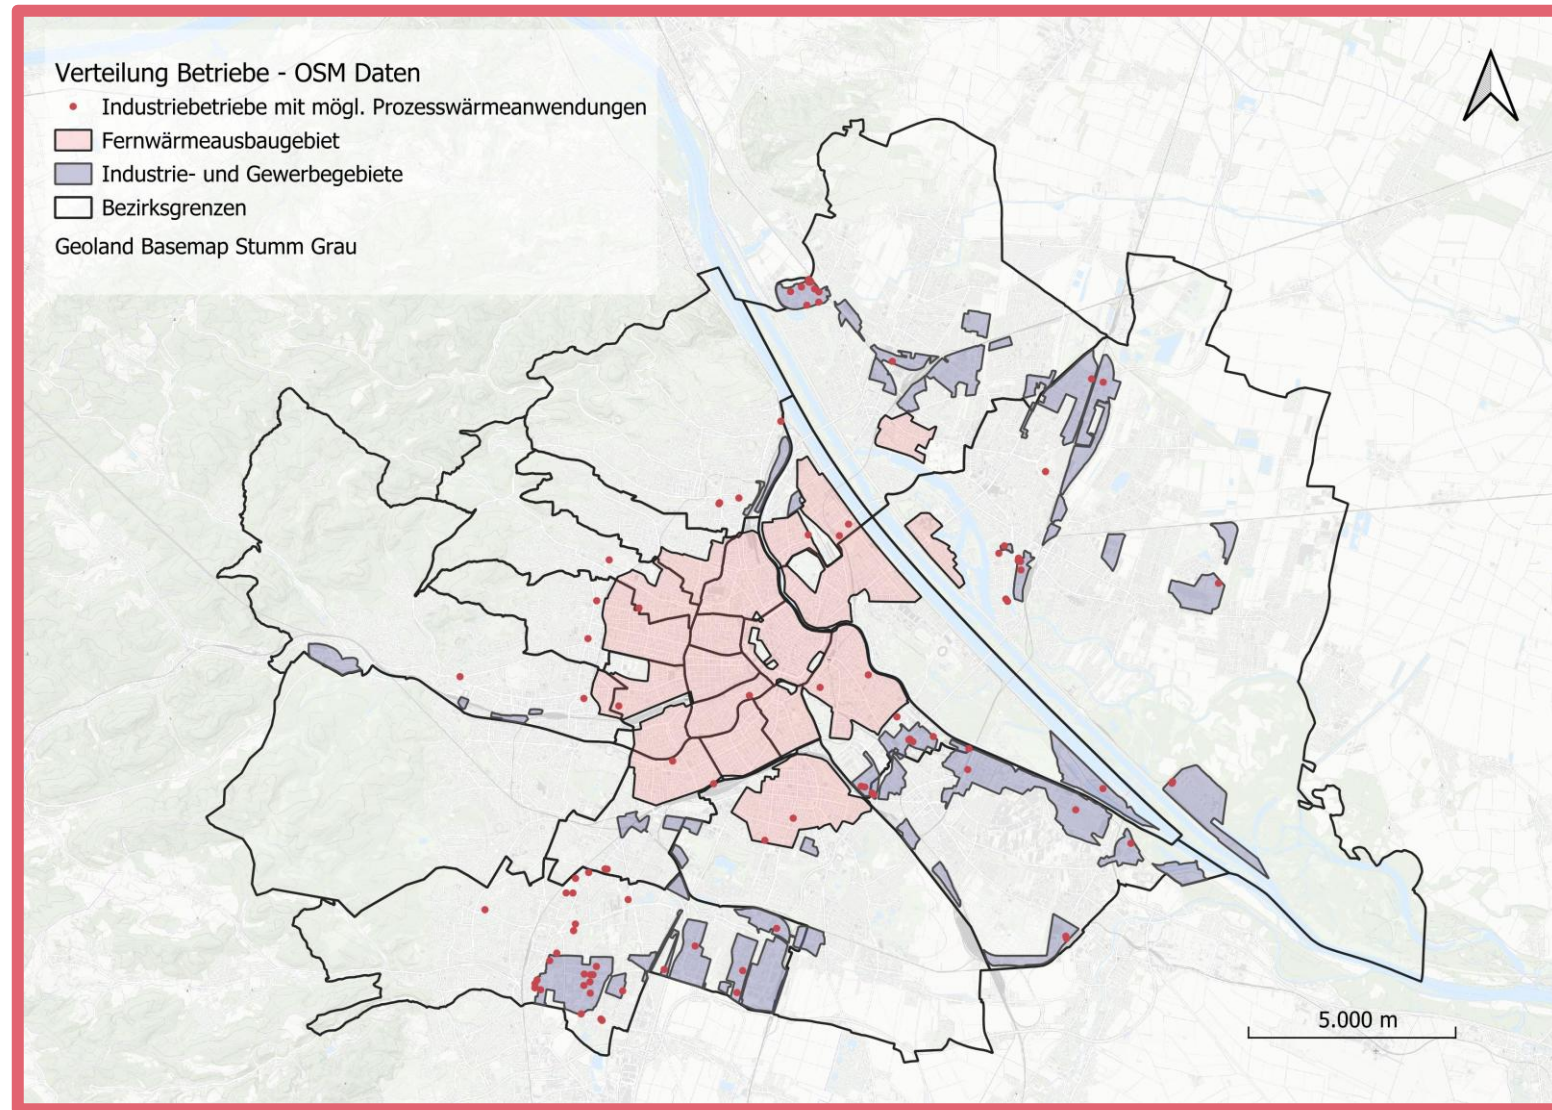 Verteilung Betriebe - OSM Daten
Industriebetriebe mit mögl. Prozesswärmeanwendungen
Fernwärmeausbaugebiet
Industrie- und Gewerbegebiete
Bezirksgrenzen
Geoland Basemap Stumm Grau
5.000 m